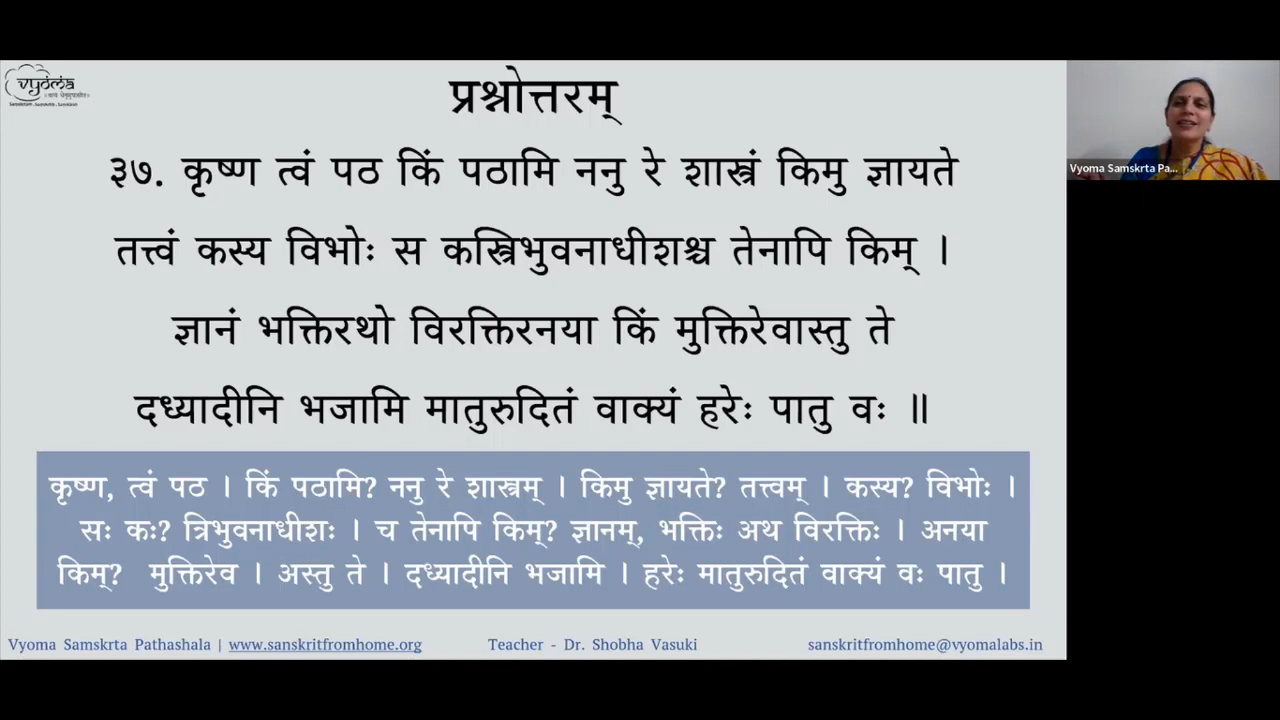 vyoma
प्रश्नोत्तरम्
३७. कृष्ण त्वं पठ किं पठामि ननु रे शास्त्रं किमु ज्ञायते
तत्त्वं कस्य विभोः स कस्त्रिभुवनाधीशश्च तेनापि किम् ।
ज्ञानं भक्तिरथो विरक्तिरनया किं मुक्तिरेवास्तु ते
दध्यादीनि भजामि मातुरुदितं वाक्यं हरेः पातु वः ॥
कृष्ण, त्वं पठ । किं पठामि? ननु रे शास्त्रम् । किमु ज्ञायते? तत्त्वम् । कस्य? विभोः ।
सः कः? त्रिभुवनाधीशः । च तेनापि किम्? ज्ञानम्, भक्तिः अथ विरक्तिः । अनया
किम्? मुक्तिरेव । अस्तु ते । दध्यादीनि भजामि । हरेः मातुरुदितं वाक्यं वः पातु ।
Vyoma Samskrta Pathashala | www.sanskritfromhome.org Teacher - Dr. Shobha Vasuki sanskritfromhome@vyomalabs.in
Vyoma Samskrta Pa...